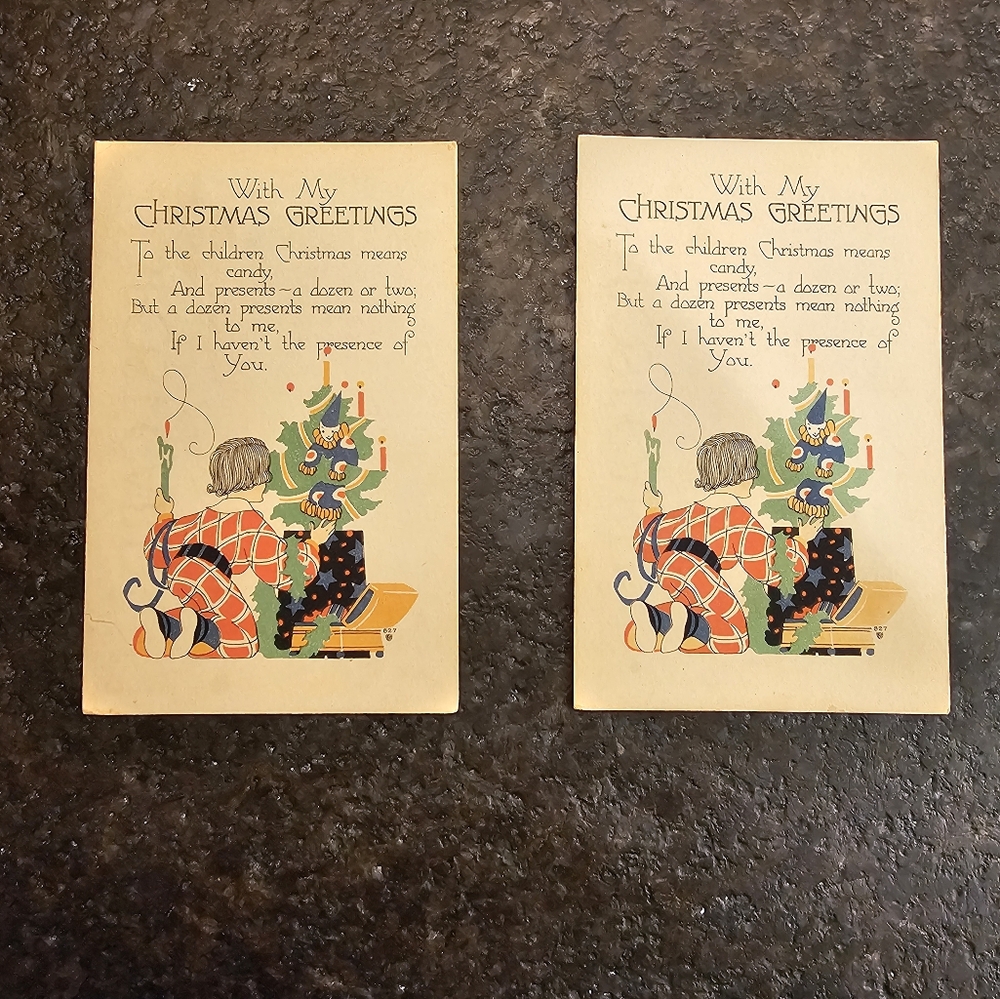 With My
CHRISTMAS GREETINGS
To the children Christmas means
candy,
And presents~a dozen or two;
But a dozen presents mean nothing
to me,
If I haven't the presence of
You.
827
With My
CHRISTMAS GREETINGS
To the children Christmas means
candy,
And presents~a dozen or two;
But a dozen presents mean nothing
to me,
If I haven't the presence of
You.
827